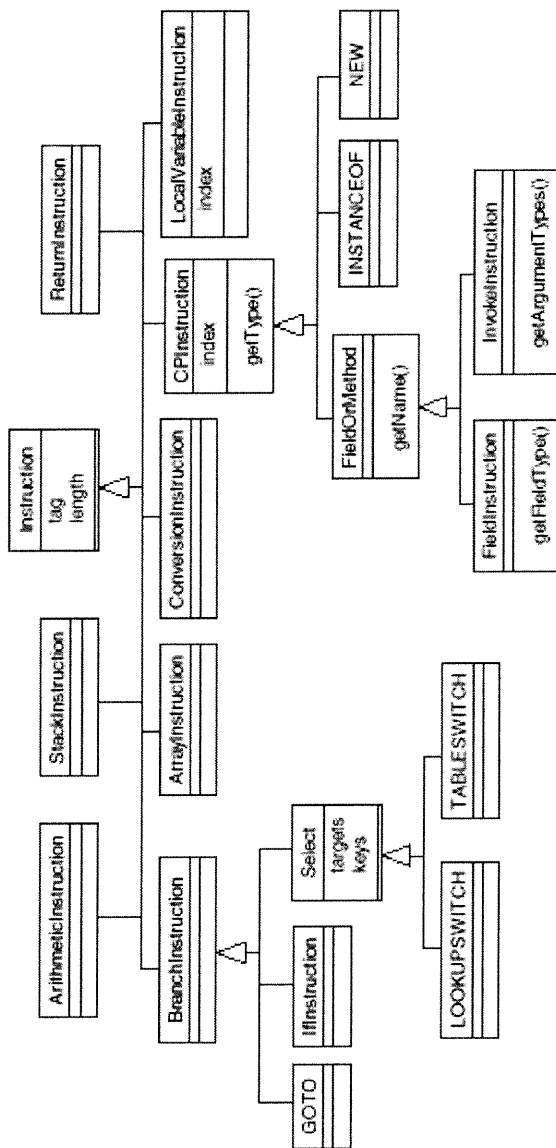 ArithmeticInstruction
StackInstruction
Instruction
tag
length
ReturnInstruction
BranchInstruction
ArrayInstruction
ConversionInstruction
CPInstruction
index
getType()
LocalVariableInstruction
index
GOTO
IfInstruction
Select
targets
keys
FieldOrMethod
getName()
INSTANCEOF
NEW
LOOKUPSWITCH
TABLESWITCH
FieldInstruction
getFieldType()
InvokeInstruction
getArgumentTypes()